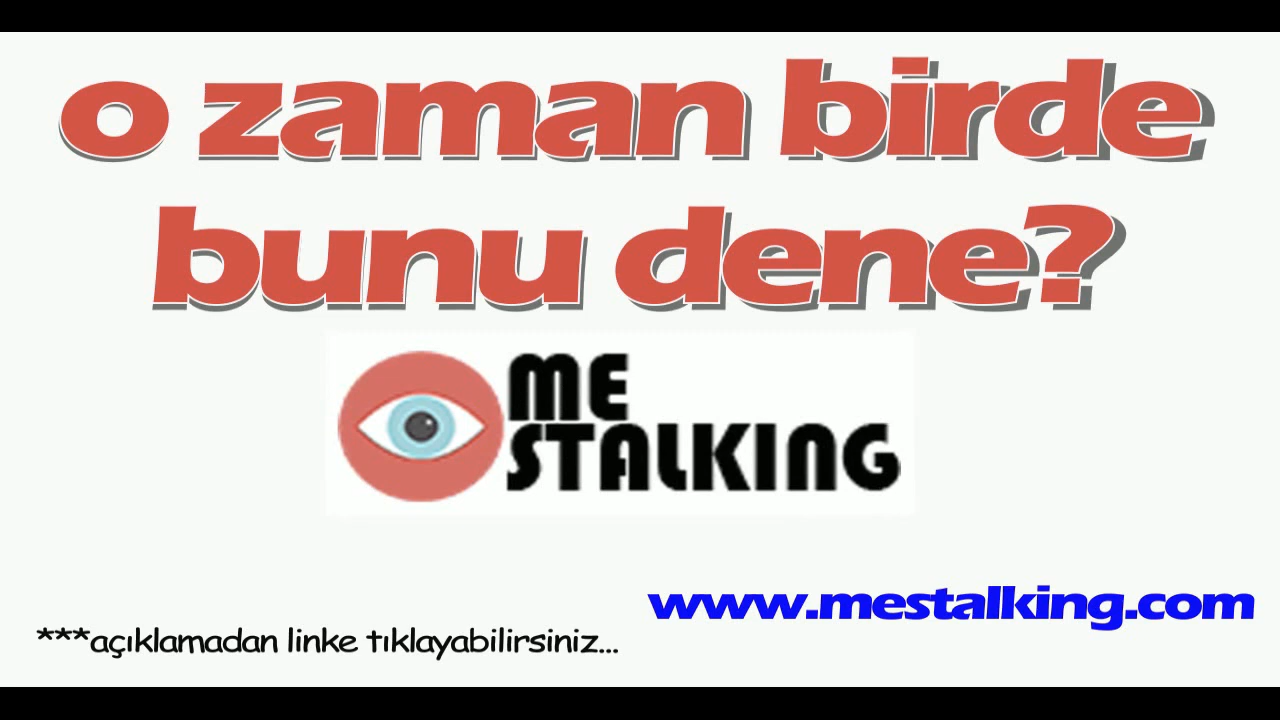 o zaman birde
bunu dene?
ME
STALKING
www.mestalking.com
***açıklamadan linke tıklayabilirsiniz...